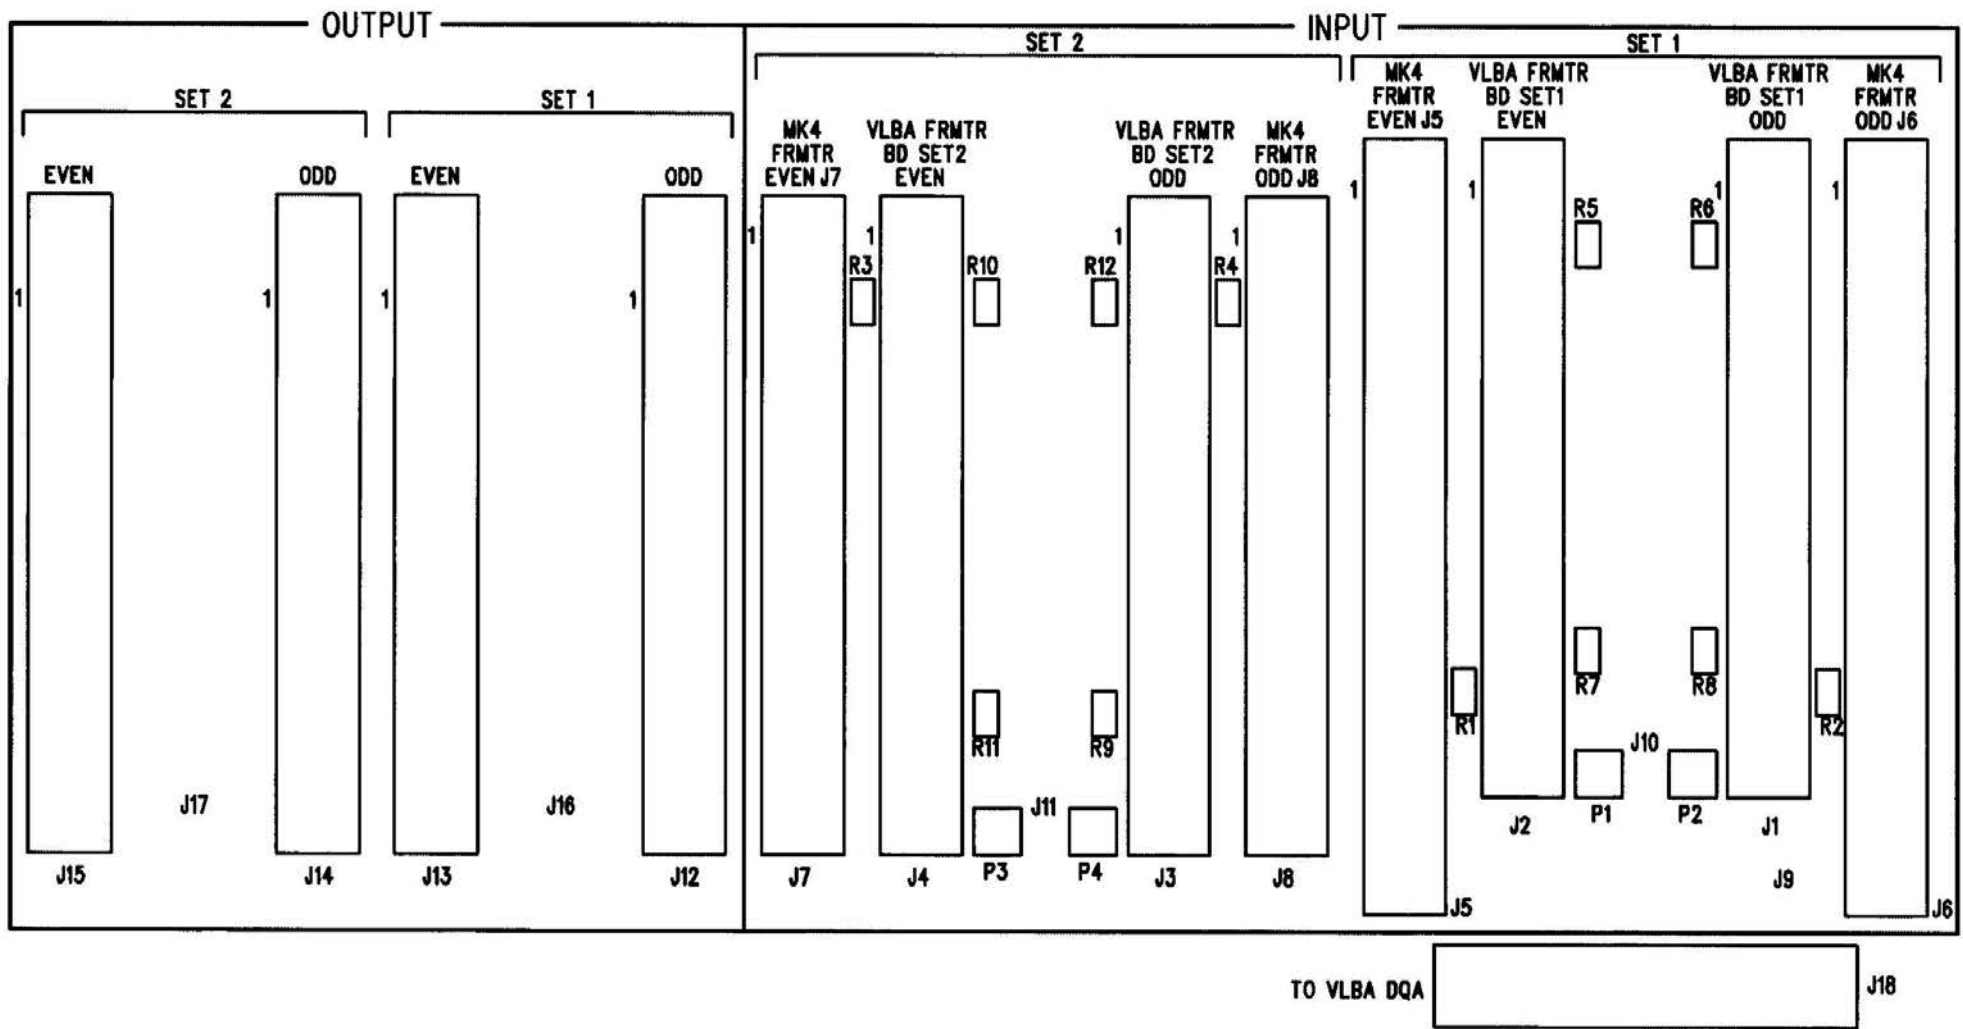 OUTPUT
INPUT
SET 2
SET 1
SET 2
SET 1
MK4
FRMTR
EVEN J5
VLBA FRMTR
BD SET1
EVEN
VLBA FRMTR
BD SET1
ODD
MK4
FRMTR
ODD J6
MK4
FRMTR
EVEN J7
VLBA FRMTR
BD SET2
EVEN
VLBA FRMTR
BD SET2
ODD
MK4
FRMTR
ODD J8
EVEN
ODD
EVEN
ODD
1
1
1
1
R5
R6
1
1
1
1
R3
R10
R12
R4
1
1
1
1
R7
R8
R1
R2
R11
R9
J10
J17
J16
J11
P1
P2
J2
J1
J15
J14
J13
J12
J7
J4
P3
P4
J3
J8
J9
J5
J6
TO VLBA DQA
J18